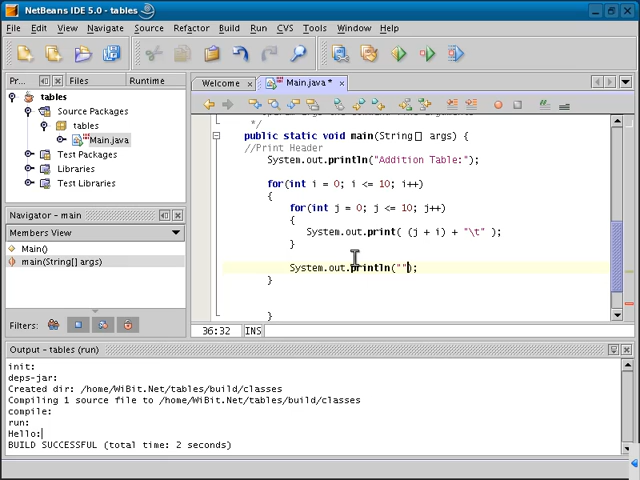 NetBeans IDE 5.0 - tables
File Edit View Navigate Source Refactor Build Run CVS Tools Window Help
Pr... Files Runtime
tables
Source Packages
tables
Main.java
Test Packages
Libraries
Test Libraries
Navigator - main
Members View
Main()
main(String[] args)
Filters:
Welcome Main.java *
*/
public static void main(String[] args) {
//Print Header
System.out.println("Addition Table:");
for(int i = 0; i <= 10; i++)
{
for(int j = 0; j <= 10; j++)
{
System.out.print( (j + i) + "\t" );
}
System.out.println("");
}
}
36:32 INS
Output - tables (run)
init:
deps-jar:
Created dir: /home/WiBit.Net/tables/build/classes
Compiling 1 source file to /home/WiBit.Net/tables/build/classes
compile:
run:
Hello:
BUILD SUCCESSFUL (total time: 2 seconds)